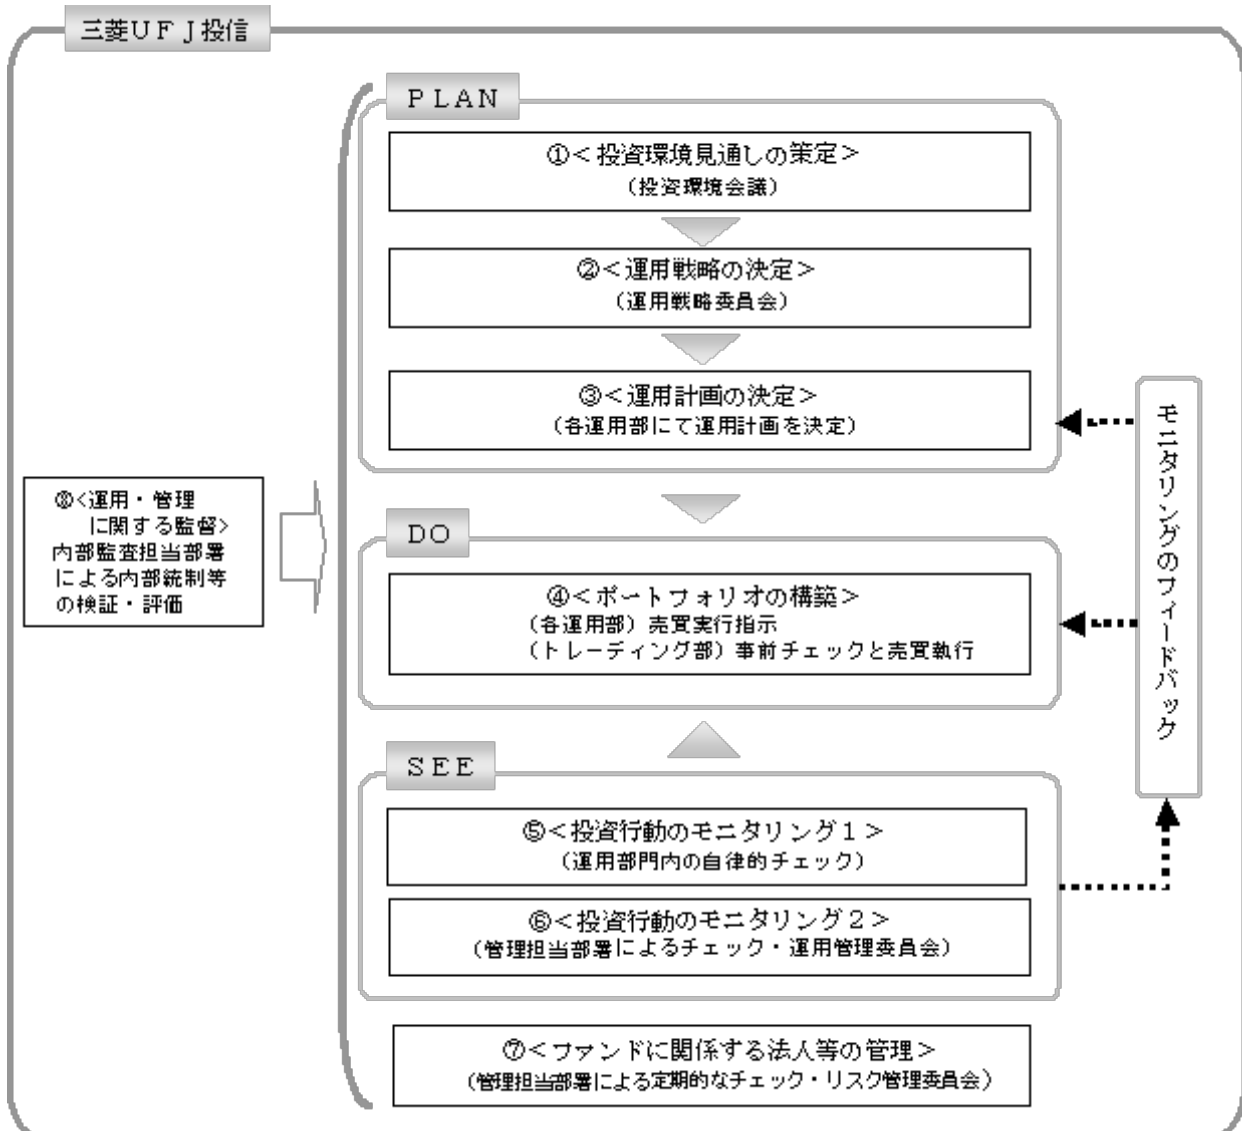 三菱ＵＦＪ投信
ＰＬＡＮ
①＜投資環境見通しの策定＞
（投資環境会議）
②＜運用戦略の決定＞
（運用戦略委員会）
③＜運用計画の決定＞
（各運用部にて運用計画を決定）
⑧＜運用・管理
に関する監督＞
内部監査担当部署
による内部統制等
の検証・評価
ＤＯ
④＜ポートフォリオの構築＞
（各運用部）売買実行指示
（トレーディング部）事前チェックと売買執行
モニタリングのフィードバック
ＳＥＥ
⑤＜投資行動のモニタリング１＞
（運用部門内の自律的チェック）
⑥＜投資行動のモニタリング２＞
（管理担当部署によるチェック・運用管理委員会）
⑦＜ファンドに関係する法人等の管理＞
（管理担当部署による定期的なチェック・リスク管理委員会）